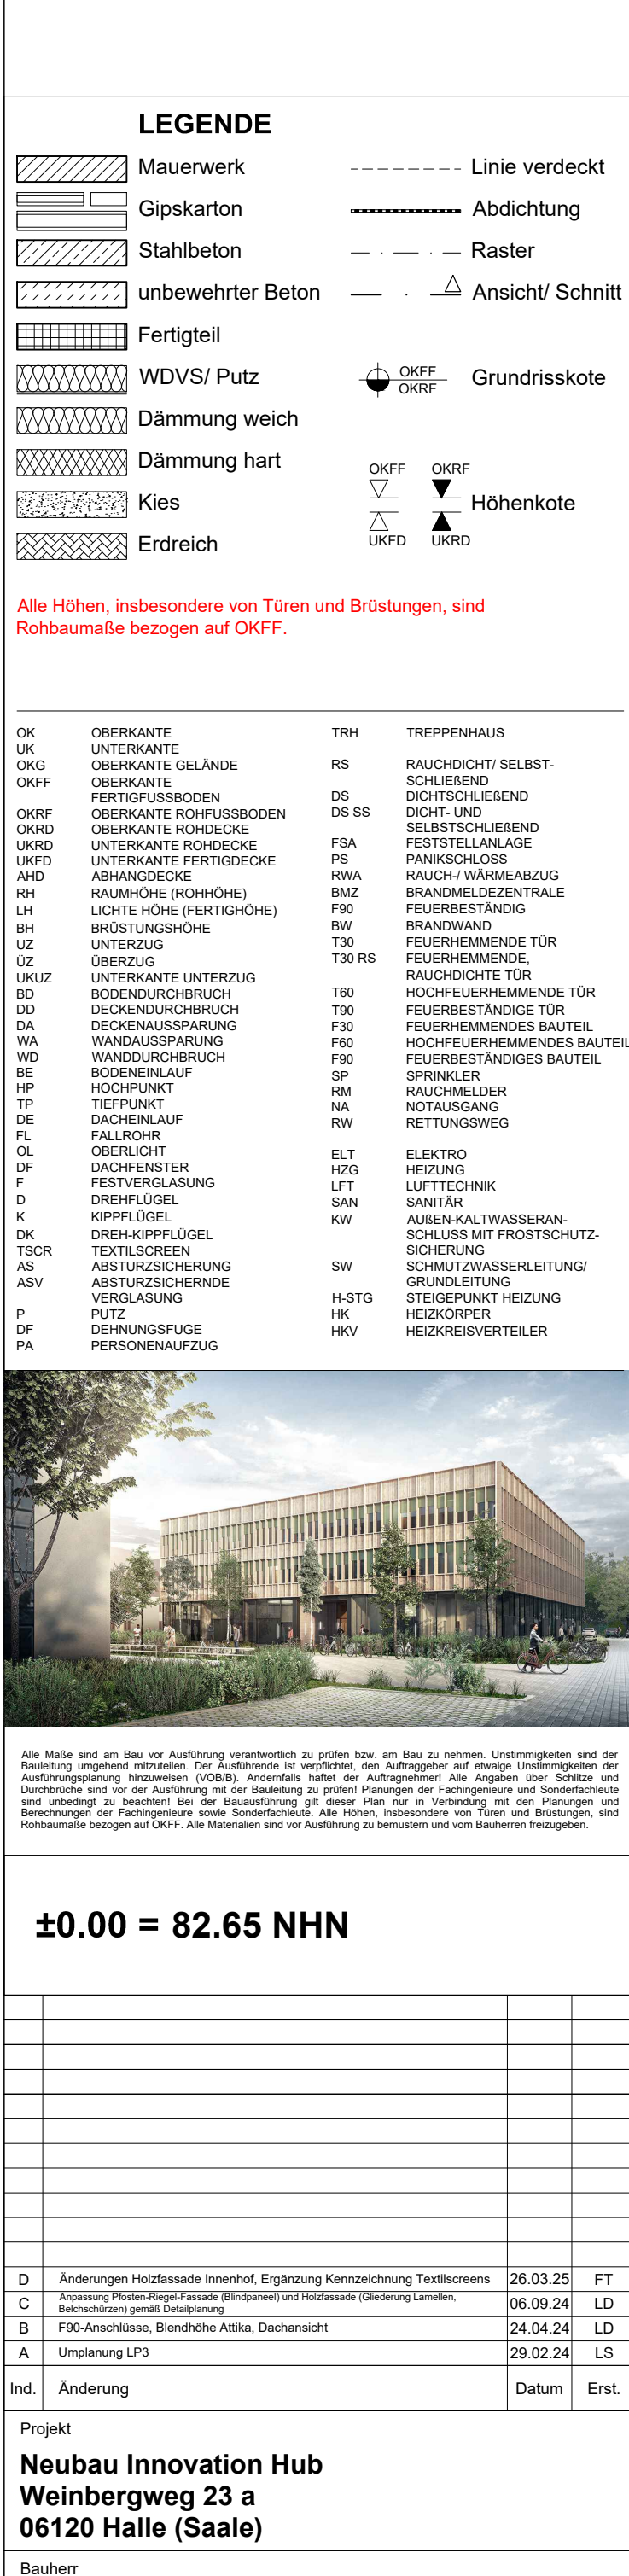 LEGENDE
Mauerwerk
Gipskarton
Stahlbeton
unbewehrter Beton
Fertigteil
WDVS/ Putz
Dämmung weich
Dämmung hart
Kies
Erdreich
Linie verdeckt
Abdichtung
Raster
Ansicht/ Schnitt
OKFF
OKRF
Grundrisskote
OKFF OKRF
Höhenkote
UKFD UKRD
Alle Höhen, insbesondere von Türen und Brüstungen, sind
Rohbaumaße bezogen auf OKFF.
OK OBERKANTE
UK UNTERKANTE
OKG OBERKANTE GELÄNDE
OKFF OBERKANTE
FERTIGFUSSBODEN
OKRF OBERKANTE ROHFUSSBODEN
OKRD OBERKANTE ROHDECKE
UKRD UNTERKANTE ROHDECKE
UKFD UNTERKANTE FERTIGDECKE
AHD ABHANGDECKE
RH RAUMHÖHE (ROHHÖHE)
LH LICHTE HÖHE (FERTIGHÖHE)
BH BRÜSTUNGSHÖHE
UZ UNTERZUG
ÜZ ÜBERZUG
UKUZ UNTERKANTE UNTERZUG
BD BODENDURCHBRUCH
DD DECKENDURCHBRUCH
DA DECKENAUSSPARUNG
WA WANDAUSSPARUNG
WD WANDDURCHBRUCH
BE BODENEINLAUF
HP HOCHPUNKT
TP TIEFPUNKT
DE DACHEINLAUF
FL FALLROHR
OL OBERLICHT
DF DACHFENSTER
F FESTVERGLASUNG
D DREHFLÜGEL
K KIPPFLÜGEL
DK DREH-KIPPFLÜGEL
TSCR TEXTILSCREEN
AS ABSTURZSICHERUNG
ASV ABSTURZSICHERNDE
VERGLASUNG
P PUTZ
DF DEHNUNGSFUGE
PA PERSONENAUFZUG
TRH TREPPENHAUS
RS RAUCHDICHT/ SELBST-
SCHLIEßEND
DS DICHTSCHLIEßEND
DS SS DICHT- UND
SELBSTSCHLIEßEND
FSA FESTSTELLANLAGE
PS PANIKSCHLOSS
RWA RAUCH-/ WÄRMEABZUG
BMZ BRANDMELDEZENTRALE
F90 FEUERBESTÄNDIG
BW BRANDWAND
T30 FEUERHEMMENDE TÜR
T30 RS FEUERHEMMENDE,
RAUCHDICHTE TÜR
T60 HOCHFEUERHEMMENDE TÜR
T90 FEUERBESTÄNDIGE TÜR
F30 FEUERHEMMENDES BAUTEIL
F60 HOCHFEUERHEMMENDES BAUTEIL
F90 FEUERBESTÄNDIGES BAUTEIL
SP SPRINKLER
RM RAUCHMELDER
NA NOTAUSGANG
RW RETTUNGSWEG
ELT ELEKTRO
HZG HEIZUNG
LFT LUFTTECHNIK
SAN SANITÄR
KW AUßEN-KALTWASSERAN-
SCHLUSS MIT FROSTSCHUTZ-
SICHERUNG
SW SCHMUTZWASSERLEITUNG/
GRUNDLEITUNG
H-STG STEIGEPUNKT HEIZUNG
HK HEIZKÖRPER
HKV HEIZKREISVERTEILER
Alle Maße sind am Bau vor Ausführung verantwortlich zu prüfen bzw. am Bau zu nehmen. Unstimmigkeiten sind der
Bauleitung umgehend mitzuteilen. Der Ausführende ist verpflichtet, den Auftraggeber auf etwaige Unstimmigkeiten der
Ausführungsplanung hinzuweisen (VOB/B). Andernfalls haftet der Auftragnehmer! Alle Angaben über Schlitze und
Durchbrüche sind vor der Ausführung mit der Bauleitung zu prüfen! Planungen der Fachingenieure und Sonderfachleute
sind unbedingt zu beachten! Bei der Bauausführung gilt dieser Plan nur in Verbindung mit den Planungen und
Berechnungen der Fachingenieure sowie Sonderfachleute. Alle Höhen, insbesondere von Türen und Brüstungen, sind
Rohbaumaße bezogen auf OKFF. Alle Materialien sind vor Ausführung zu bemustern und vom Bauherren freizugeben.
±0.00 = 82.65 NHN
D Änderungen Holzfassade Innenhof, Ergänzung Kennzeichnung Textilscreens 26.03.25 FT
C Anpassung Pfosten-Riegel-Fassade (Blindpaneel) und Holzfassade (Gliederung Lamellen,
Belchschürzen) gemäß Detailplanung 06.09.24 LD
B F90-Anschlüsse, Blendhöhe Attika, Dachansicht 24.04.24 LD
A Umplanung LP3 29.02.24 LS
Ind. Änderung Datum Erst.
Projekt
Neubau Innovation Hub
Weinbergweg 23 a
06120 Halle (Saale)
Bauherr